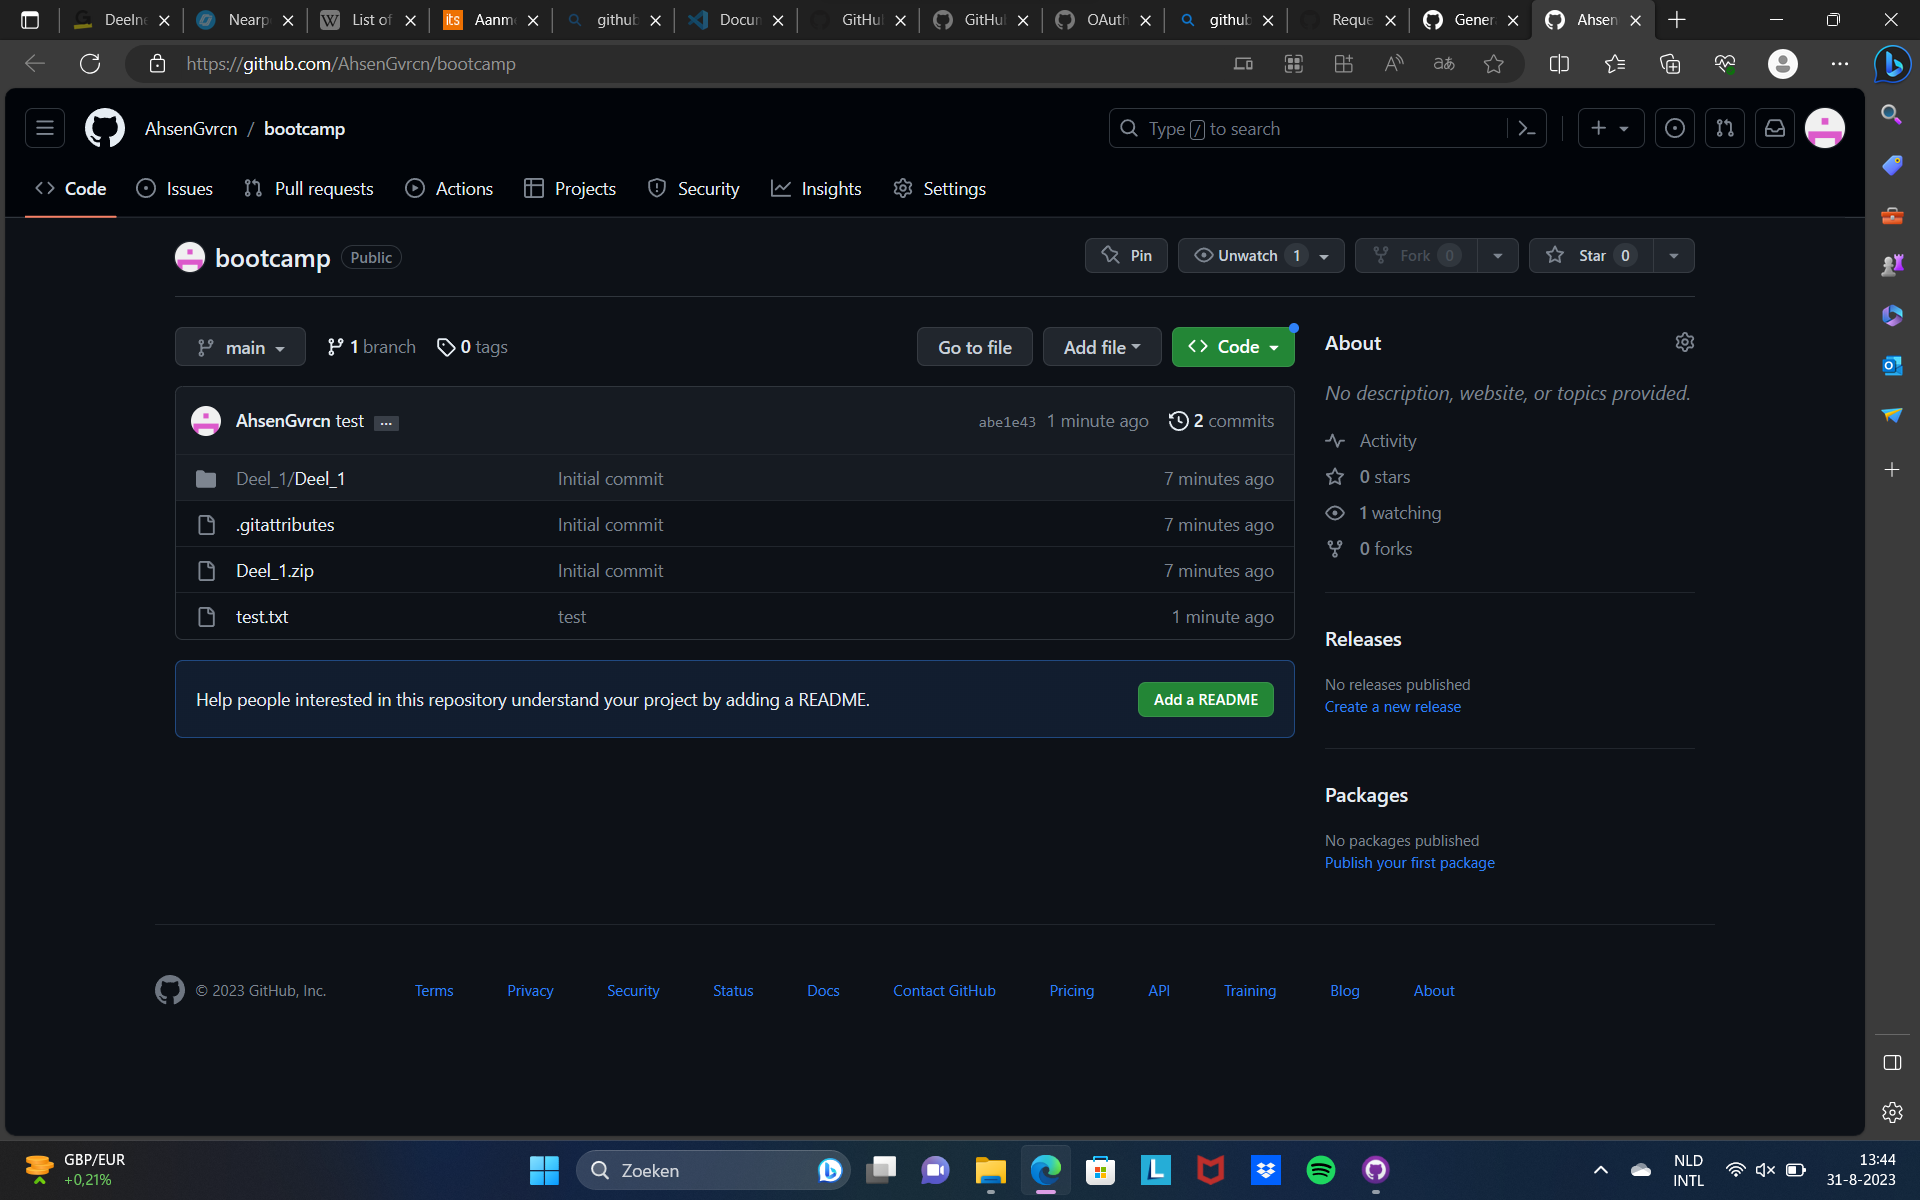 Deelne
Nearp
List of
its Aanm
github
Docun
GitHul
GitHul
OAuth
github
Reque
Gener
Ahsen
https://github.com/AhsenGvrcn/bootcamp
AhsenGvrcn / bootcamp
Type / to search
Code
Issues
Pull requests
Actions
Projects
Security
Insights
Settings
bootcamp Public
Pin
Unwatch 1
Fork 0
Star 0
main
1 branch
0 tags
Go to file
Add file
Code
AhsenGvrcn test ...
abe1e43 1 minute ago
2 commits
Deel_1/Deel_1 Initial commit 7 minutes ago
.gitattributes Initial commit 7 minutes ago
Deel_1.zip Initial commit 7 minutes ago
test.txt test 1 minute ago
Help people interested in this repository understand your project by adding a README.
Add a README
About
No description, website, or topics provided.
Activity
0 stars
1 watching
0 forks
Releases
No releases published
Create a new release
Packages
No packages published
Publish your first package
© 2023 GitHub, Inc.
Terms
Privacy
Security
Status
Docs
Contact GitHub
Pricing
API
Training
Blog
About
GBP/EUR
+0,21%
Zoeken
L
NLD
INTL
13:44
31-8-2023